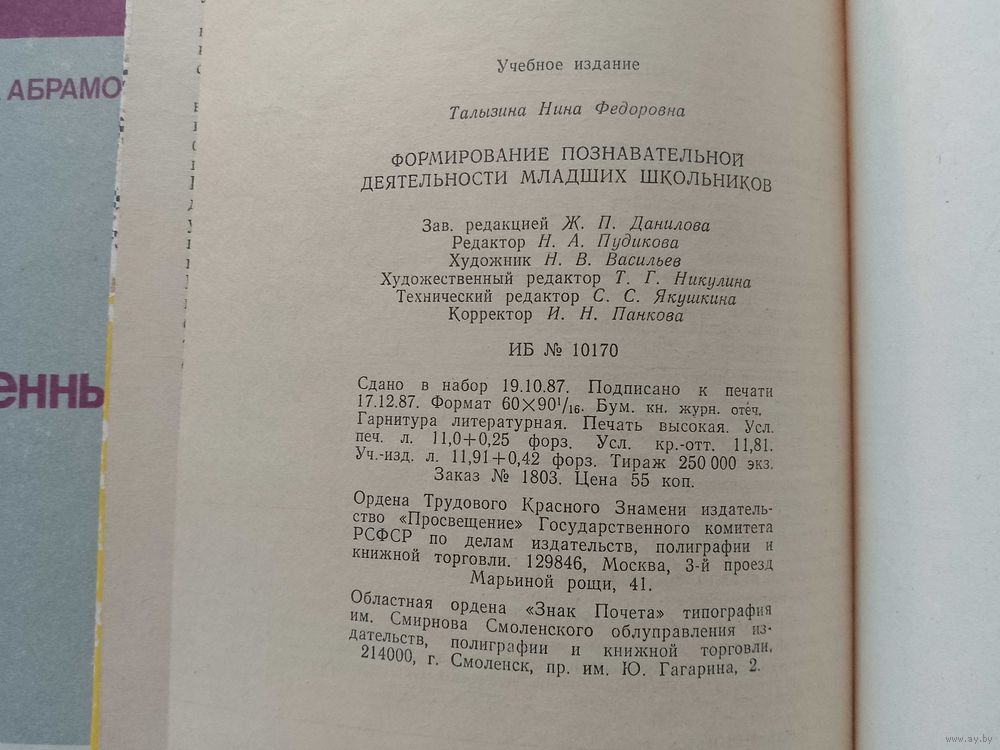 АБРАМО
енны
Учебное издание
Талызина Нина Федоровна
ФОРМИРОВАНИЕ ПОЗНАВАТЕЛЬНОЙ
ДЕЯТЕЛЬНОСТИ МЛАДШИХ ШКОЛЬНИКОВ
Зав. редакцией Ж. П. Данилова
Редактор Н. А. Пудикова
Художник Н. В. Васильев
Художественный редактор Т. Г. Никулина
Технический редактор С. С. Якушкина
Корректор И. Н. Панкова
ИБ № 10170
Сдано в набор 19.10.87. Подписано к печати
17.12.87. Формат 60×90¹/₁₆. Бум. кн. журн. отеч.
Гарнитура литературная. Печать высокая. Усл.
печ. л. 11,0+0,25 форз. Усл. кр.-отт. 11,81.
Уч.-изд. л. 11,91+0,42 форз. Тираж 250 000 экз.
Заказ № 1803. Цена 55 коп.
Ордена Трудового Красного Знамени издатель-
ство «Просвещение» Государственного комитета
РСФСР по делам издательств, полиграфии и
книжной торговли. 129846, Москва, 3-й проезд
Марьиной рощи, 41.
Областная ордена «Знак Почета» типография
им. Смирнова Смоленского облуправления из-
дательств, полиграфии и книжной торговли,
214000, г. Смоленск, пр. им. Ю. Гагарина, 2.
www.ay.by